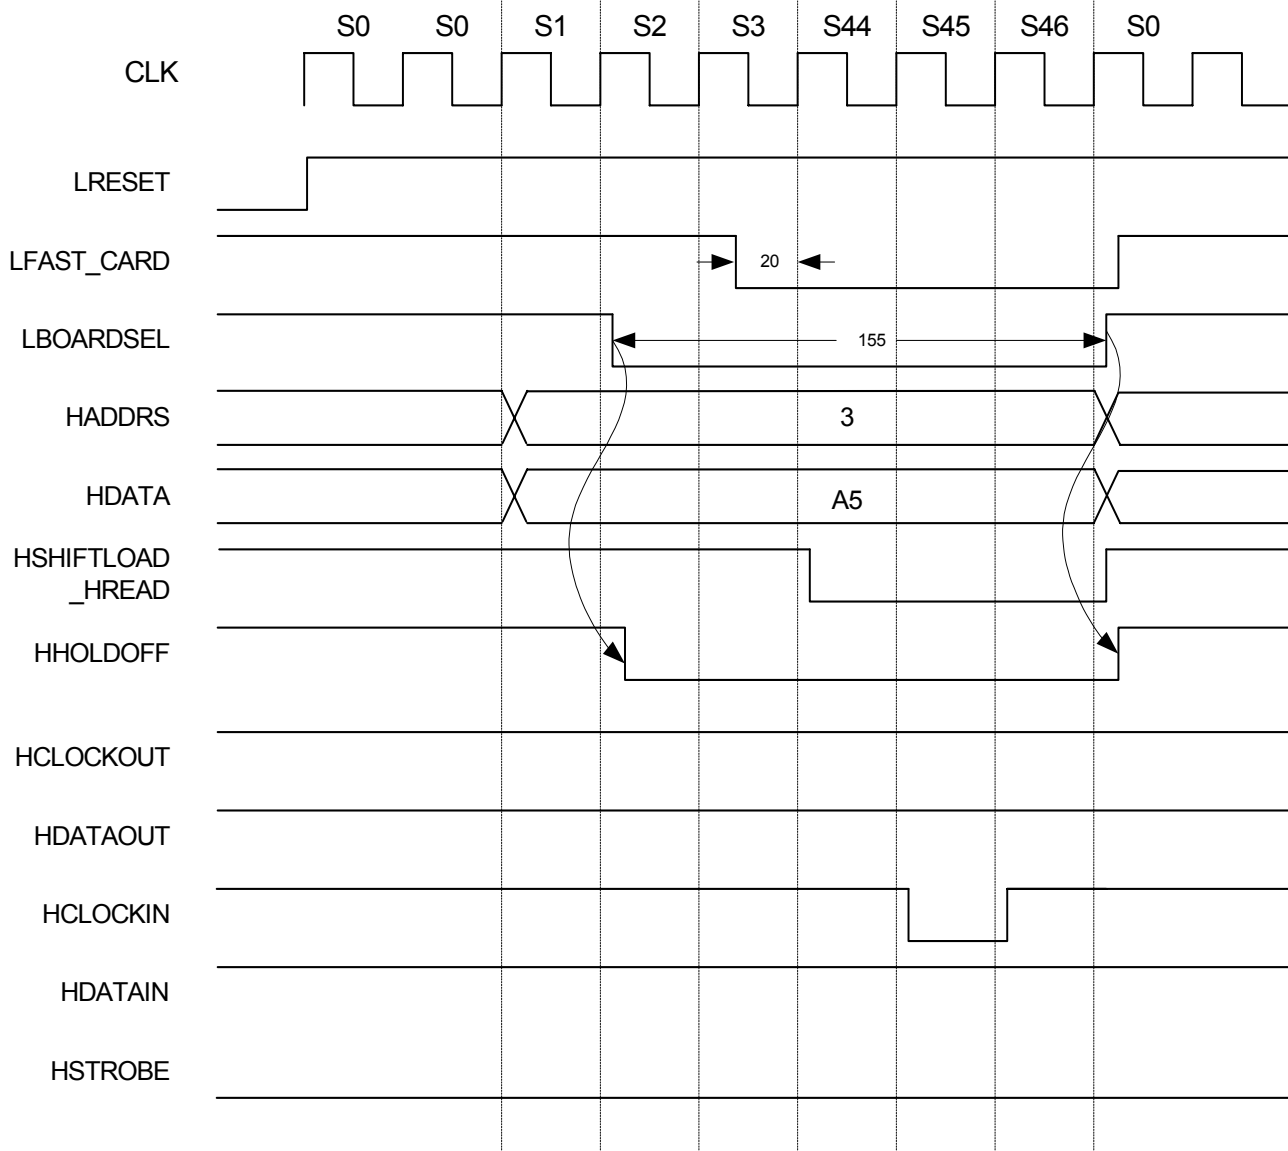 S0 S0 S1 S2 S3 S44 S45 S46 S0
CLK
LRESET
LFAST_CARD 20
LBOARDSEL 155
HADDRS 3
HDATA A5
HSHIFTLOAD
_HREAD
HHOLDOFF
HCLOCKOUT
HDATAOUT
HCLOCKIN
HDATAIN
HSTROBE